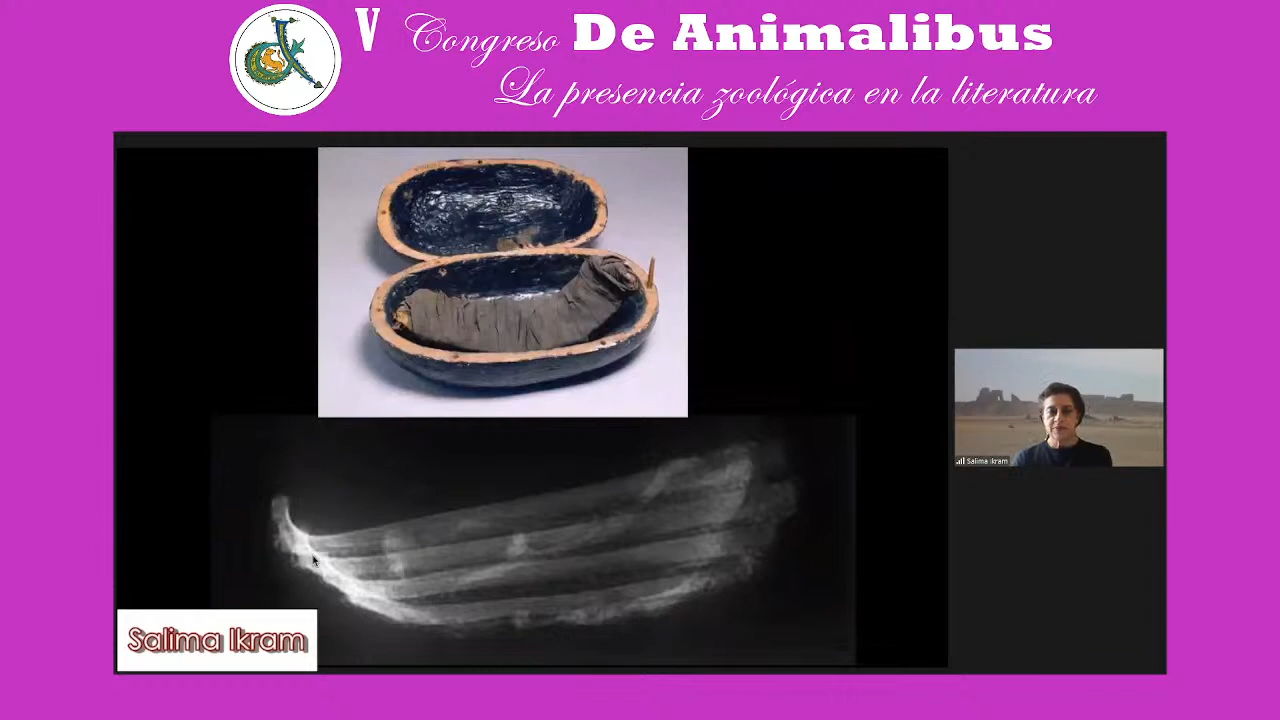 V Congreso De Animalibus
La presencia zoológica en la literatura
Salima Ikram
Salima Ikram